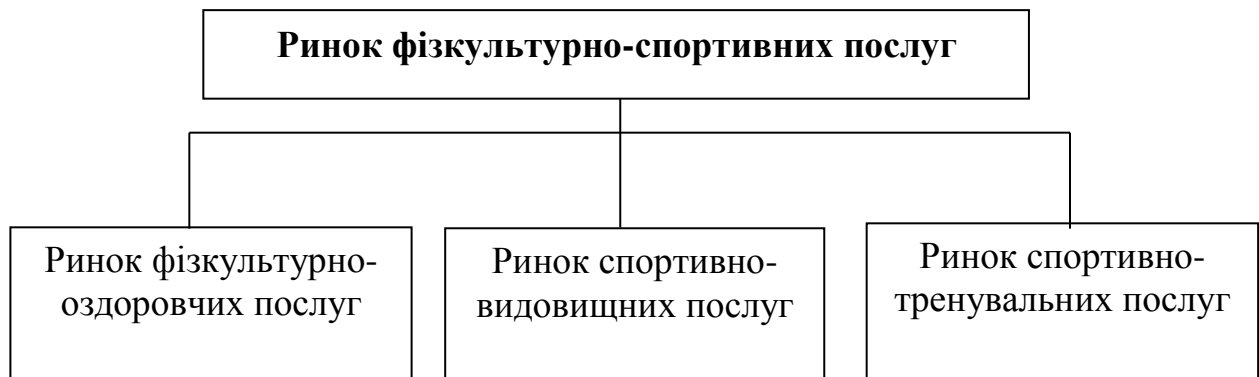 Ринок фізкультурно-спортивних послуг
Ринок фізкультурно-
оздоровчих послуг
Ринок спортивно-
видовищних послуг
Ринок спортивно-
тренувальних послуг